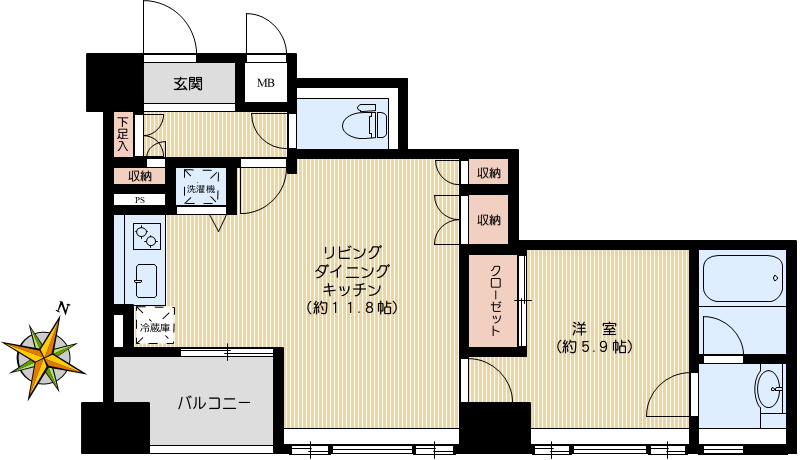 玄関
MB
下足入
収納
PS
洗濯機
収納
収納
リビング
ダイニング
キッチン
(約11.8帖)
クローゼット
洋 室
(約5.9帖)
冷蔵庫
N
バルコニー